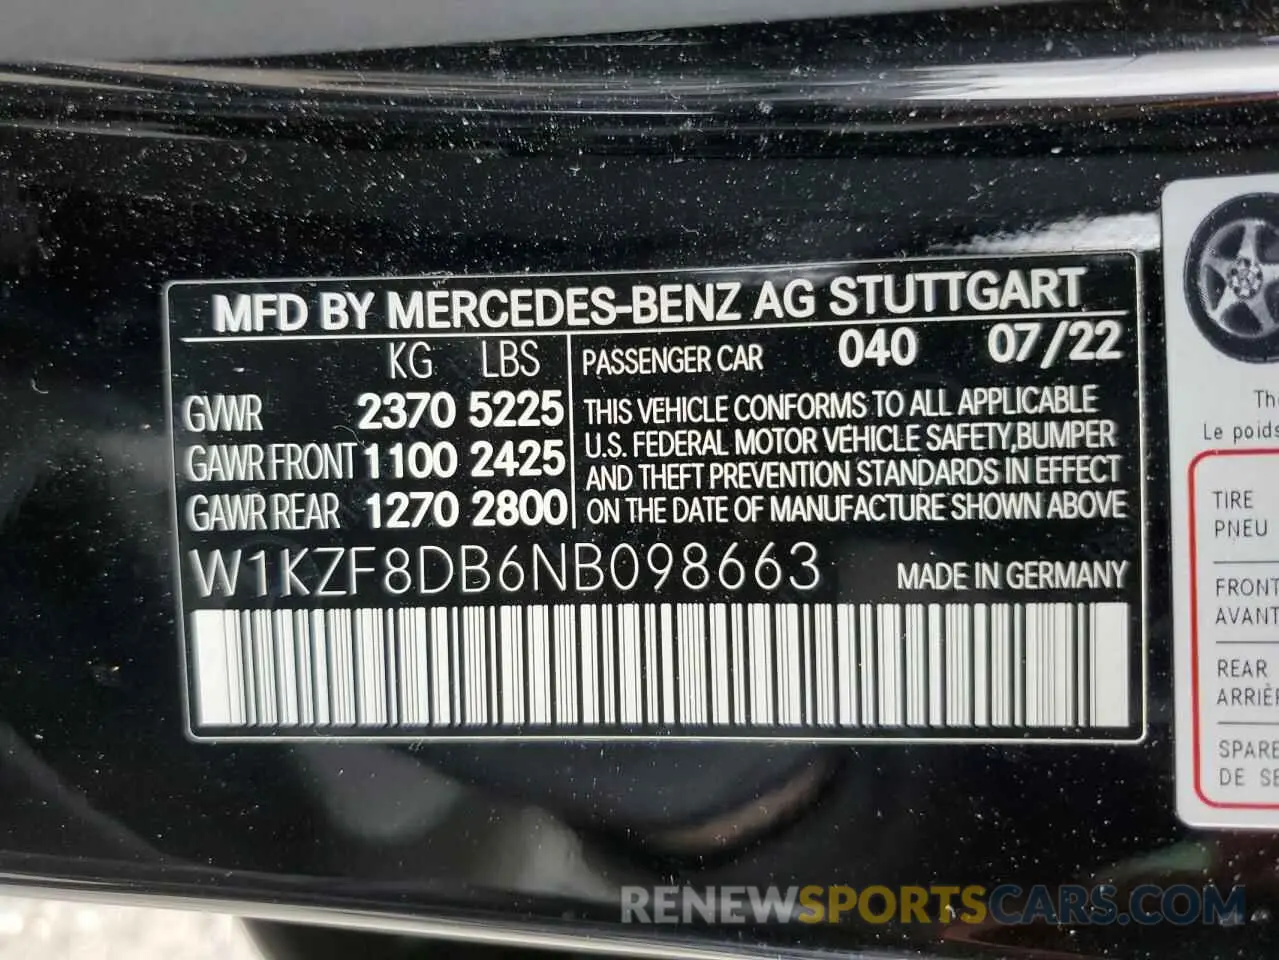 MFD BY MERCEDES-BENZ AG STUTTGART
KG LBS
PASSENGER CAR 040 07/22
GVWR 2370 5225
GAWR FRONT 1100 2425
GAWR REAR 1270 2800
THIS VEHICLE CONFORMS TO ALL APPLICABLE
U.S. FEDERAL MOTOR VEHICLE SAFETY,BUMPER
AND THEFT PREVENTION STANDARDS IN EFFECT
ON THE DATE OF MANUFACTURE SHOWN ABOVE
W1KZF8DB6NB098663 MADE IN GERMANY
Le poids
TIRE
PNEU
FRONT
AVANT
REAR
SPARE
DE
RENEWSPORTSCARS.COM